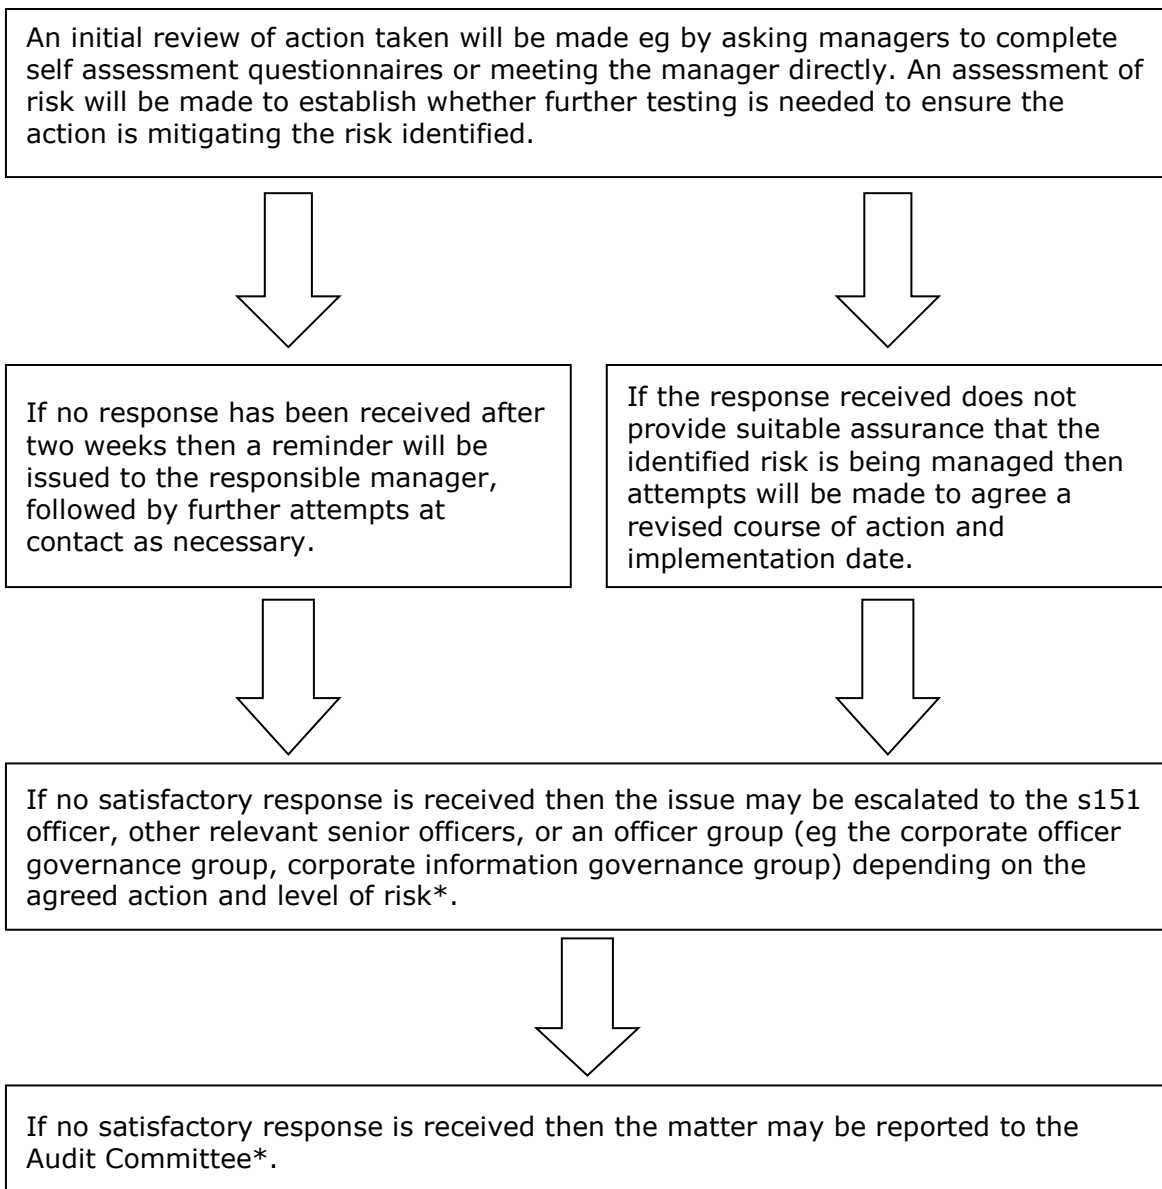 An initial review of action taken will be made eg by asking managers to complete
self assessment questionnaires or meeting the manager directly. An assessment of
risk will be made to establish whether further testing is needed to ensure the
action is mitigating the risk identified.
If no response has been received after
two weeks then a reminder will be
issued to the responsible manager,
followed by further attempts at
contact as necessary.
If the response received does not
provide suitable assurance that the
identified risk is being managed then
attempts will be made to agree a
revised course of action and
implementation date.
If no satisfactory response is received then the issue may be escalated to the s151
officer, other relevant senior officers, or an officer group (eg the corporate officer
governance group, corporate information governance group) depending on the
agreed action and level of risk*.
If no satisfactory response is received then the matter may be reported to the
Audit Committee*.